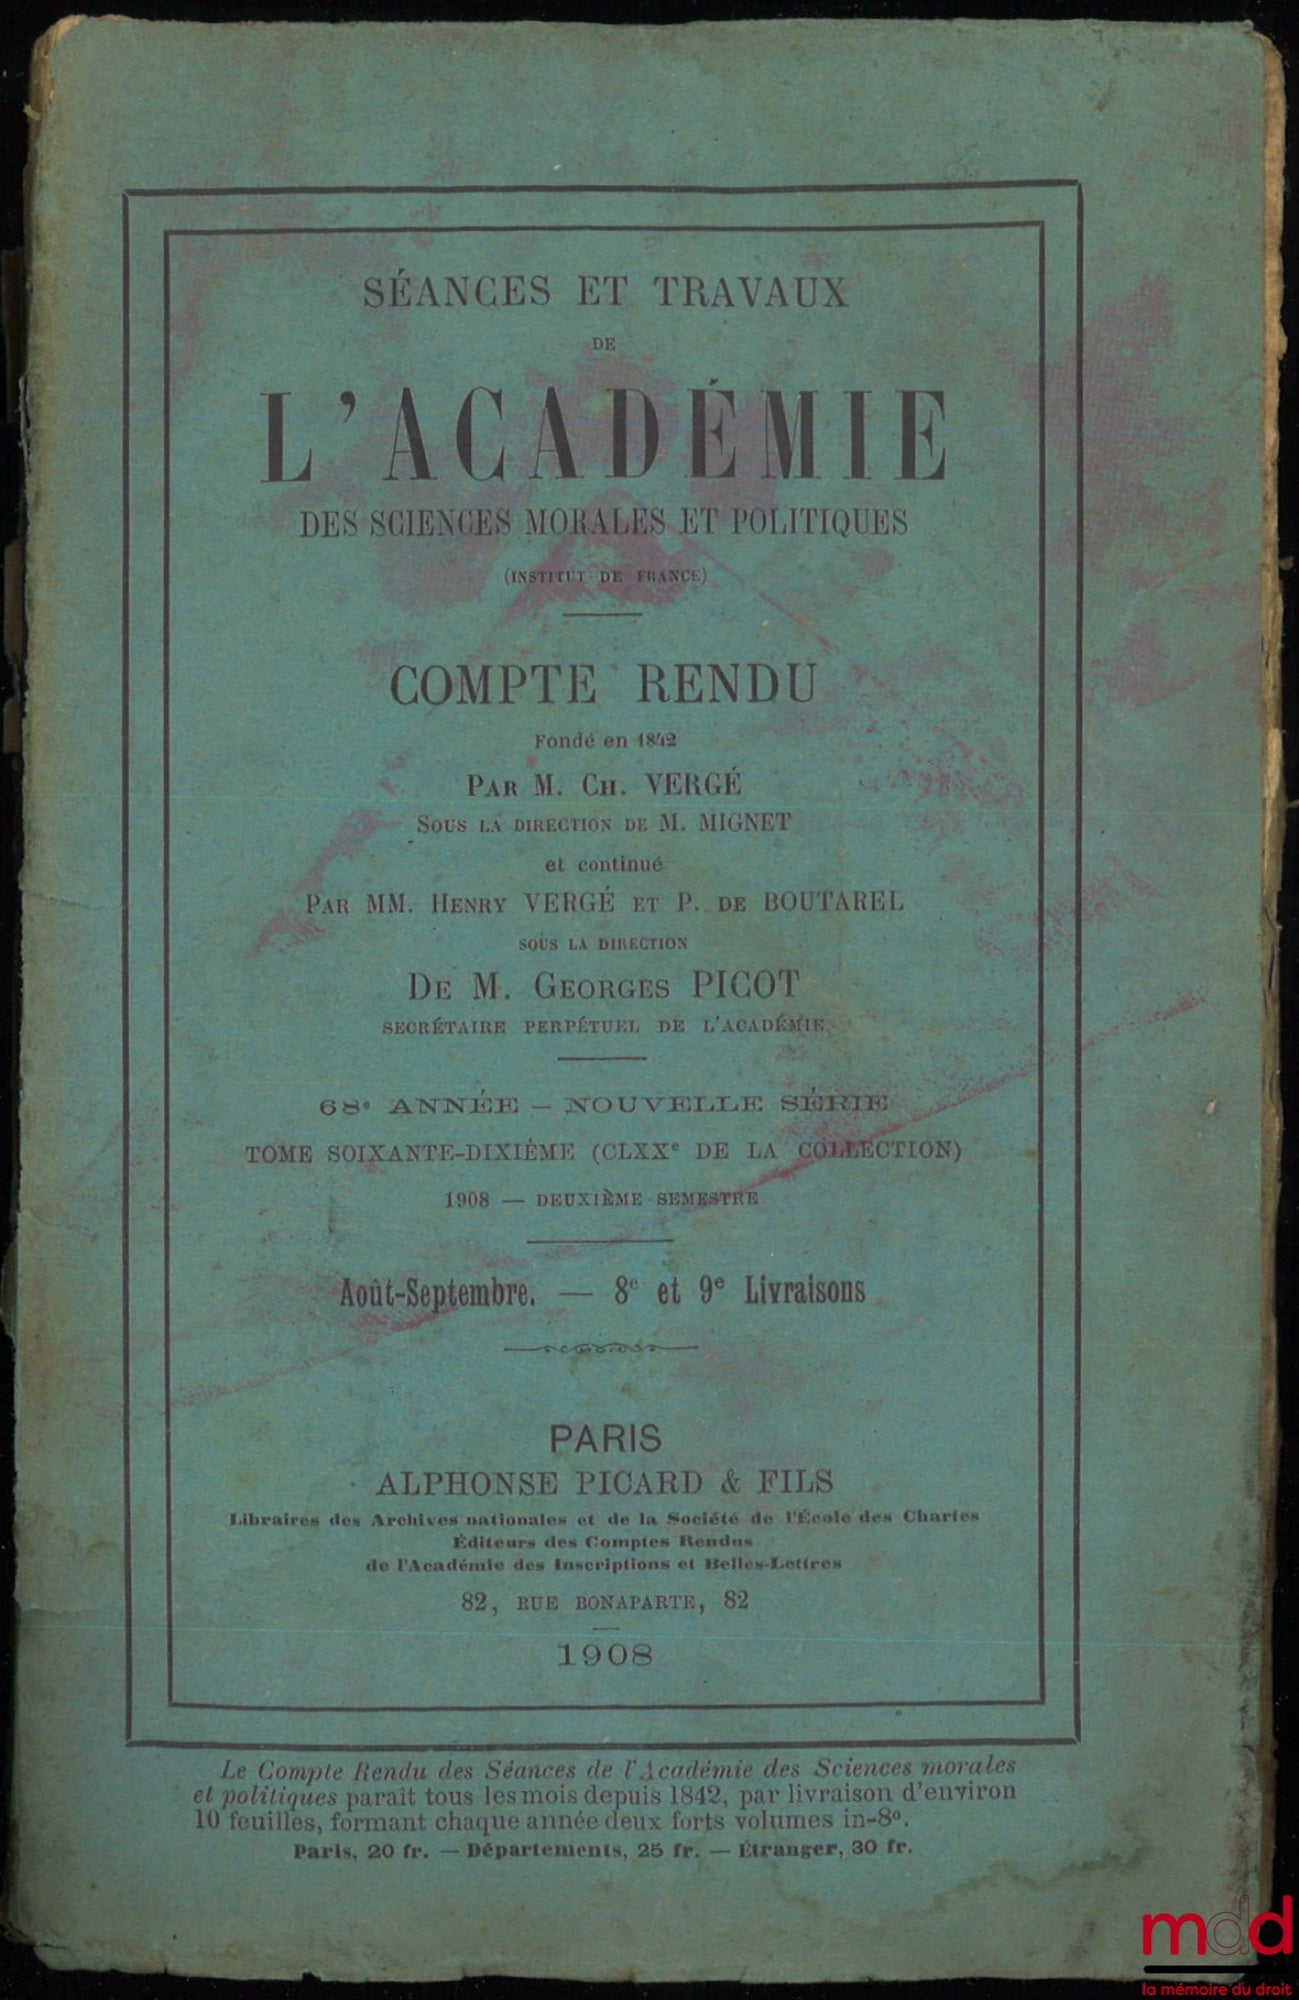 SÉANCES ET TRAVAUX
DE
L'ACADÉMIE
DES SCIENCES MORALES ET POLITIQUES
(INSTITUT DE FRANCE)
COMPTE RENDU
Fondé en 1842
PAR M. CH. VERGÉ
SOUS LA DIRECTION DE M. MIGNET
et continué
PAR MM. HENRY VERGÉ ET P. DE BOUTAREL
SOUS LA DIRECTION
DE M. GEORGES PICOT
SECRÉTAIRE PERPÉTUEL DE L'ACADÉMIE
68e ANNÉE — NOUVELLE SÉRIE
TOME SOIXANTE-DIXIÈME (CLXXe DE LA COLLECTION)
1908 — DEUXIÈME SEMESTRE
Août-Septembre. — 8e et 9e Livraisons
PARIS
ALPHONSE PICARD & FILS
Libraires des Archives nationales et de la Société de l'École des Chartes
Éditeurs des Comptes Rendus
de l'Académie des Inscriptions et Belles-Lettres
82, RUE BONAPARTE, 82
1908
Le Compte Rendu des Séances de l'Académie des Sciences morales
et politiques paraît tous les mois depuis 1842, par livraison d'environ
10 feuilles, formant chaque année deux forts volumes in-8o.
Paris, 20 fr. — Départements, 25 fr. — Étranger, 30 fr.
mdd
la mémoire du droit